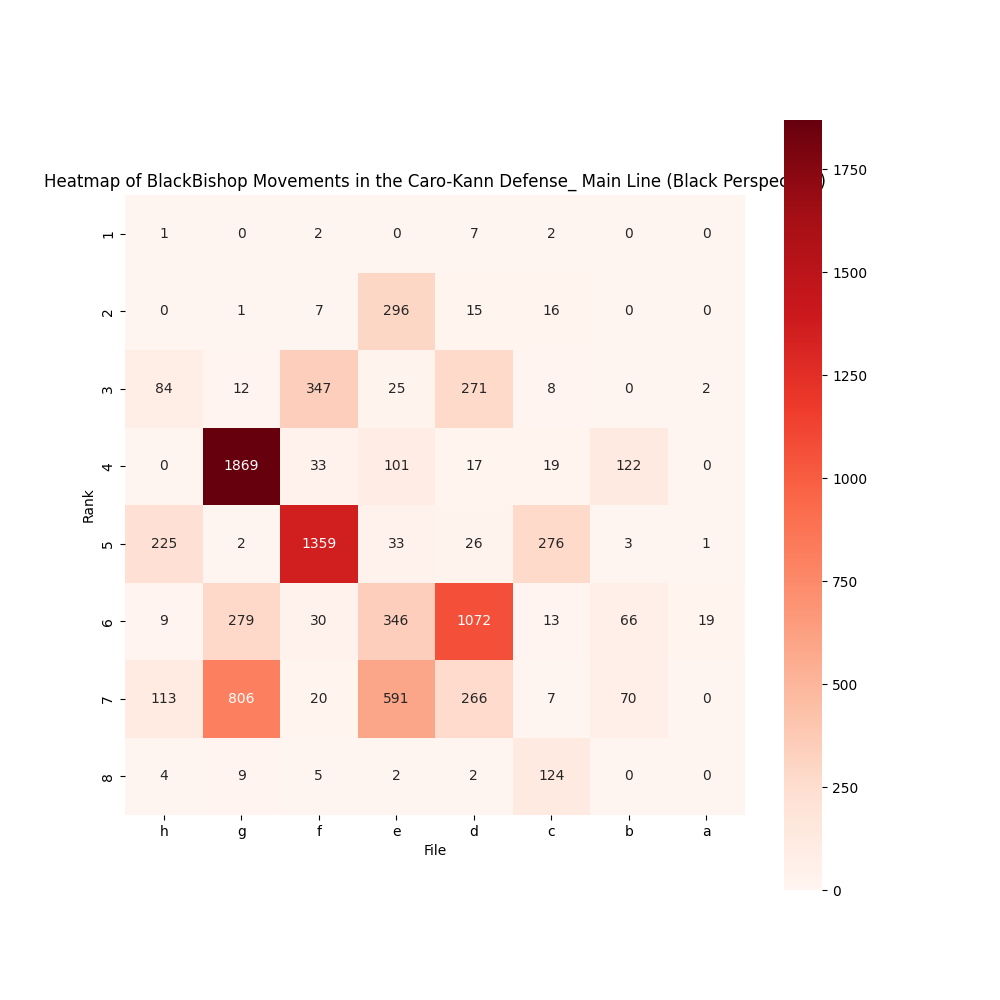 Heatmap of BlackBishop Movements in the Caro-Kann Defense_ Main Line (Black
1750
1 1 0 2 0 7 2 0 0
1500
2 0 1 7 296 15 16 0 0
1250
3 84 12 347 25 271 8 0 2
4 0 1869 33 101 17 19 122 0
1000
Rank
5 225 2 1359 33 26 276 3 1
750
6 9 279 30 346 1072 13 66 19
500
7 113 806 20 591 266 7 70 0
250
8 4 9 5 2 2 124 0 0
h g f e d c b a
File
0